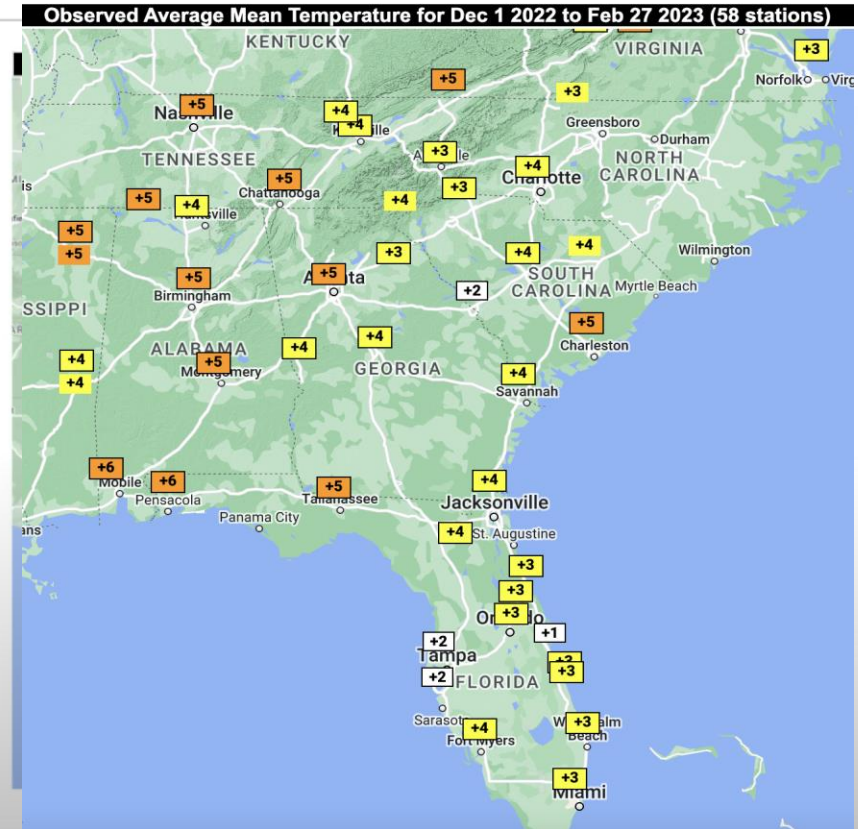 Observed Average Mean Temperature for Dec 1 2022 to Feb 27 2023 (58 stations)
KENTUCKY
VIRGINIA
+3
+5
Norfolk
+3
+5
+4
+4
Greensboro
Durham
TENNESSEE
+3
+4
NORTH
CAROLINA
+5
Chattanooga
+3
+5
+4
+4
+5
+5
+3
+4
+4
Wilmington
+5
Birmingham
+5
+2
SOUTH
CAROLINA
Myrtle Beach
SSIPPI
+5
Charleston
ALABAMA
+4
+4
GEORGIA
+4
+5
+4
+4
Savannah
+6
Mobile
+6
Pensacola
+5
Tallahassee
+4
Jacksonville
Panama City
ans
+4
St. Augustine
+3
+3
+3
+1
+2
Tampa
+3
+3
+2
FLORIDA
Sarasota
+4
Fort Myers
+3
Beach
+3
Miami